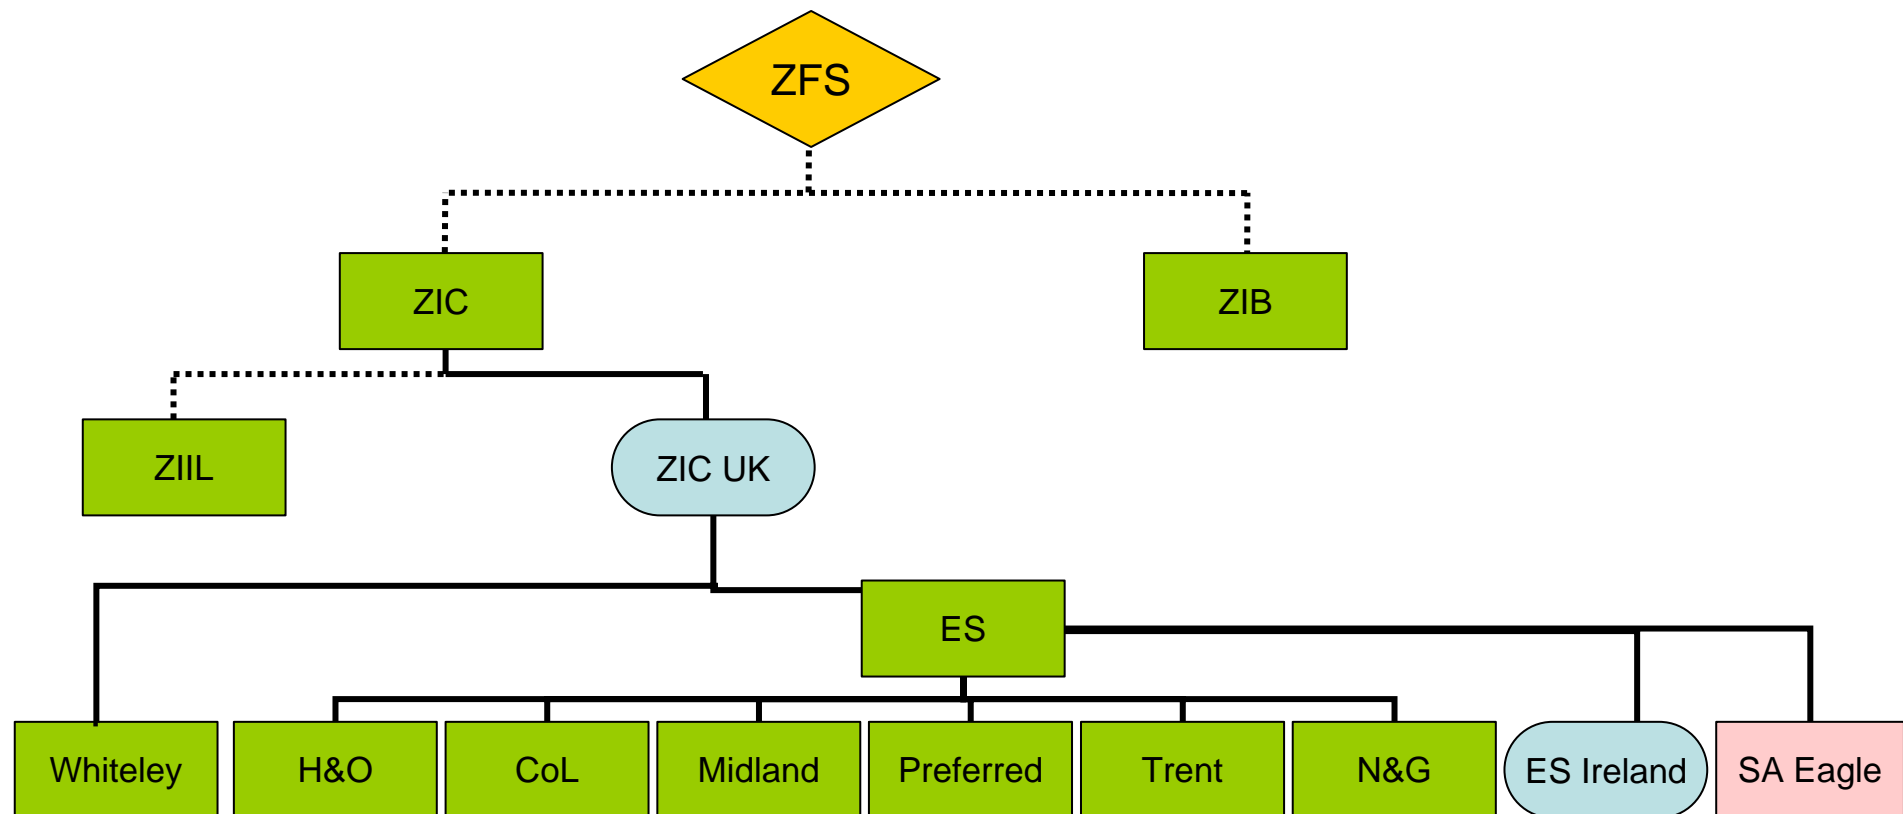 ZFS
ZIC
ZIB
ZIIL
ZIC UK
ES
Whiteley
H&O
CoL
Midland
Preferred
Trent
N&G
ES Ireland
SA Eagle